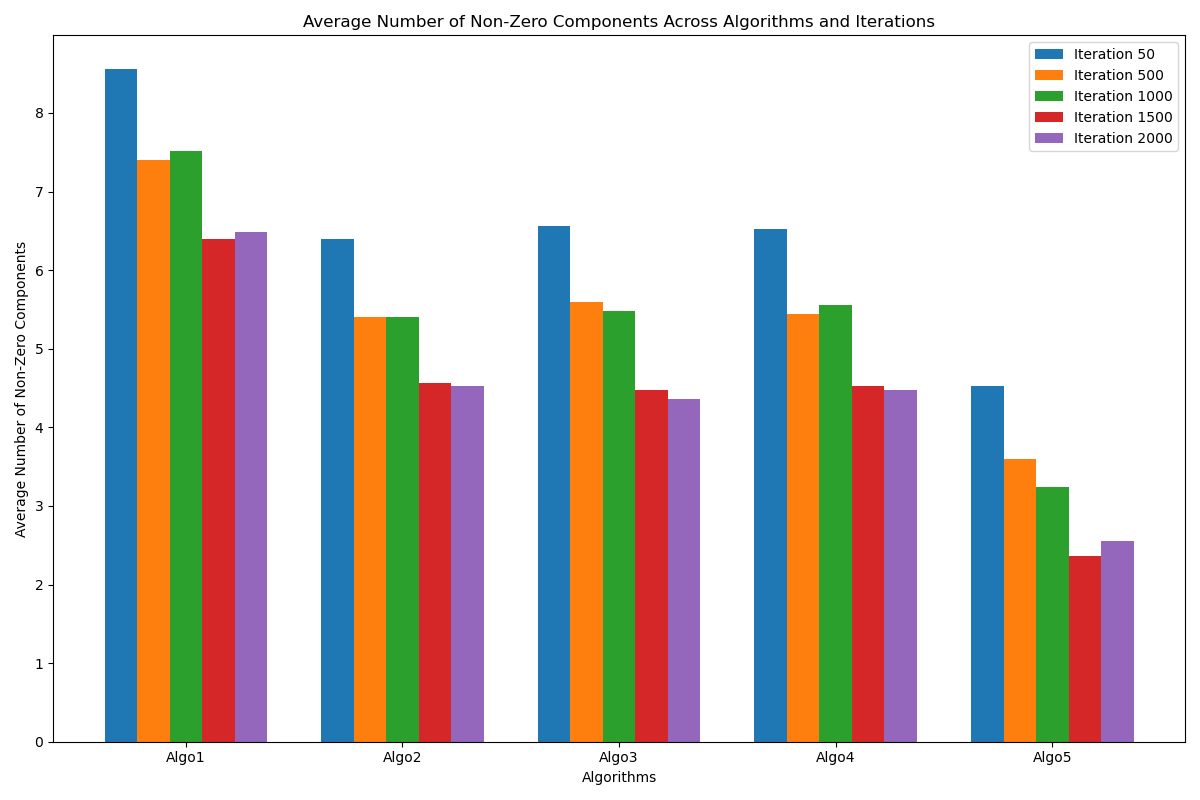 Average Number of Non-Zero Components Across Algorithms and Iterations
Iteration 50
Iteration 500
Iteration 1000
Iteration 1500
Iteration 2000
Average Number of Non-Zero Components
8
7
6
5
4
3
2
1
0
Algo1
Algo2
Algo3
Algo4
Algo5
Algorithms